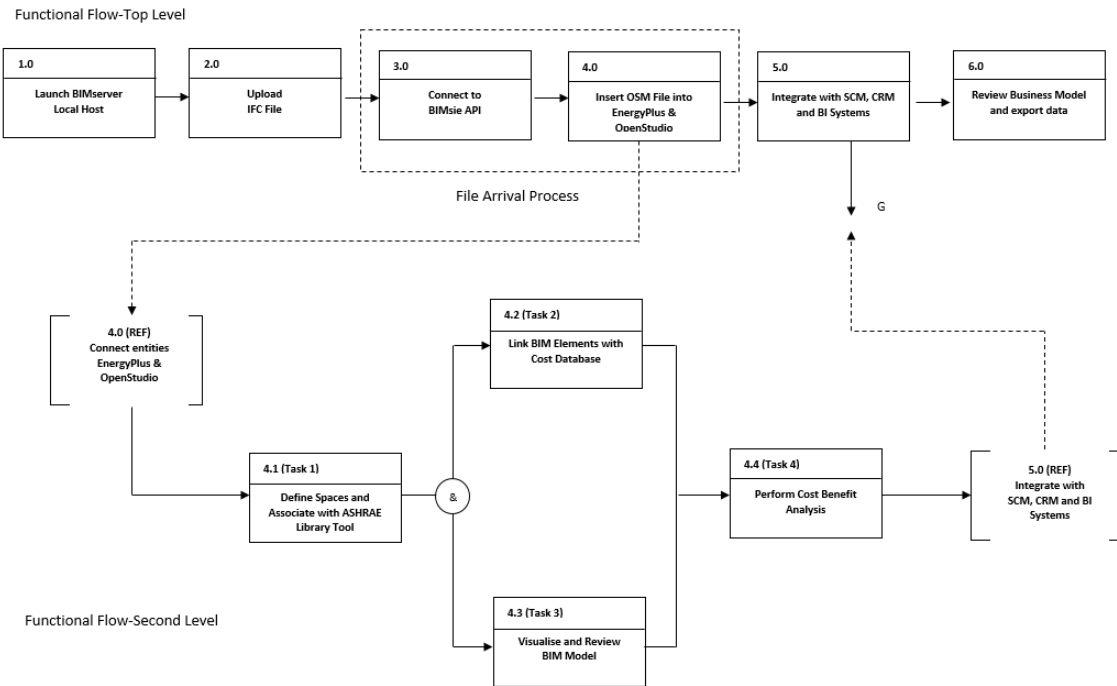 Functional Flow-Top Level
1.0
Launch BIMserver
Local Host
2.0
Upload
IFC File
3.0
Connect to
BIMsie API
4.0
Insert OSM File into
EnergyPlus &
OpenStudio
5.0
Integrate with SCM, CRM
and BI Systems
6.0
Review Business Model
and export data
File Arrival Process
G
4.0 (REF)
Connect entities
EnergyPlus &
OpenStudio
4.1 (Task 1)
Define Spaces and
Associate with ASHRAE
Library Tool
&
4.2 (Task 2)
Link BIM Elements with
Cost Database
4.3 (Task 3)
Visualise and Review
BIM Model
4.4 (Task 4)
Perform Cost Benefit
Analysis
5.0 (REF)
Integrate with
SCM, CRM and BI
Systems
Functional Flow-Second Level